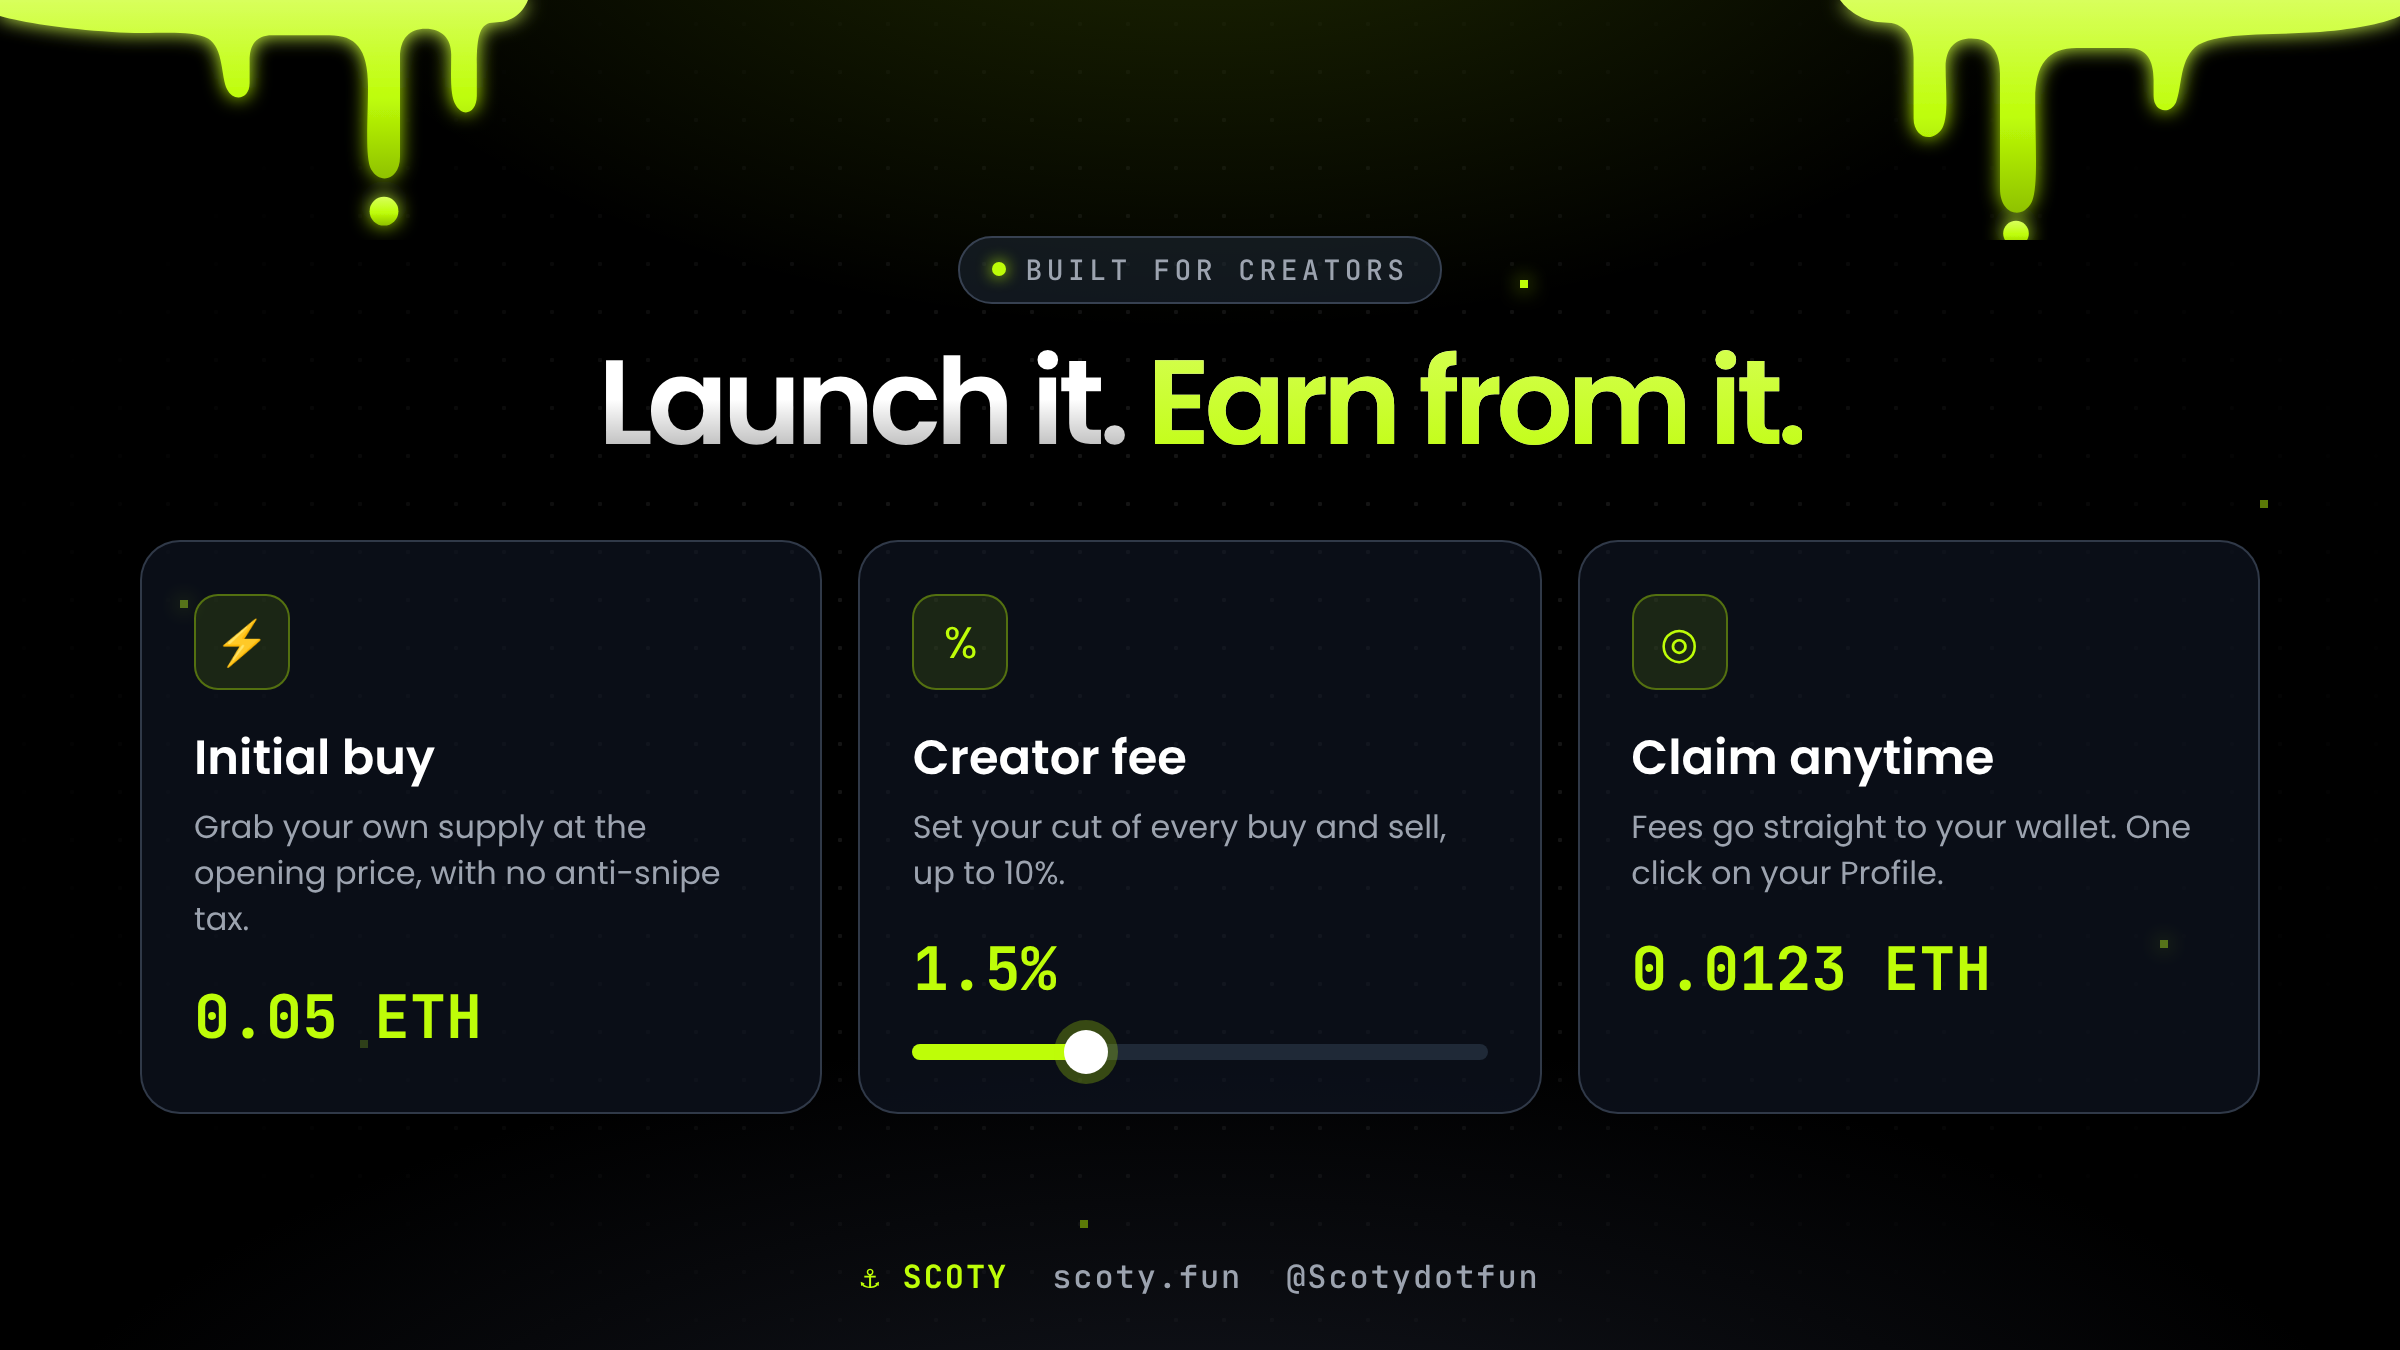 BUILT FOR CREATORS
Launch it. Earn from it.
⚡
Initial buy
Grab your own supply at the
opening price, with no anti-snipe
tax.
0.05 ETH
%
Creator fee
Set your cut of every buy and sell,
up to 10%.
1.5%
◎
Claim anytime
Fees go straight to your wallet. One
click on your Profile.
0.0123 ETH
⚓ SCOTY scoty.fun @Scotydotfun